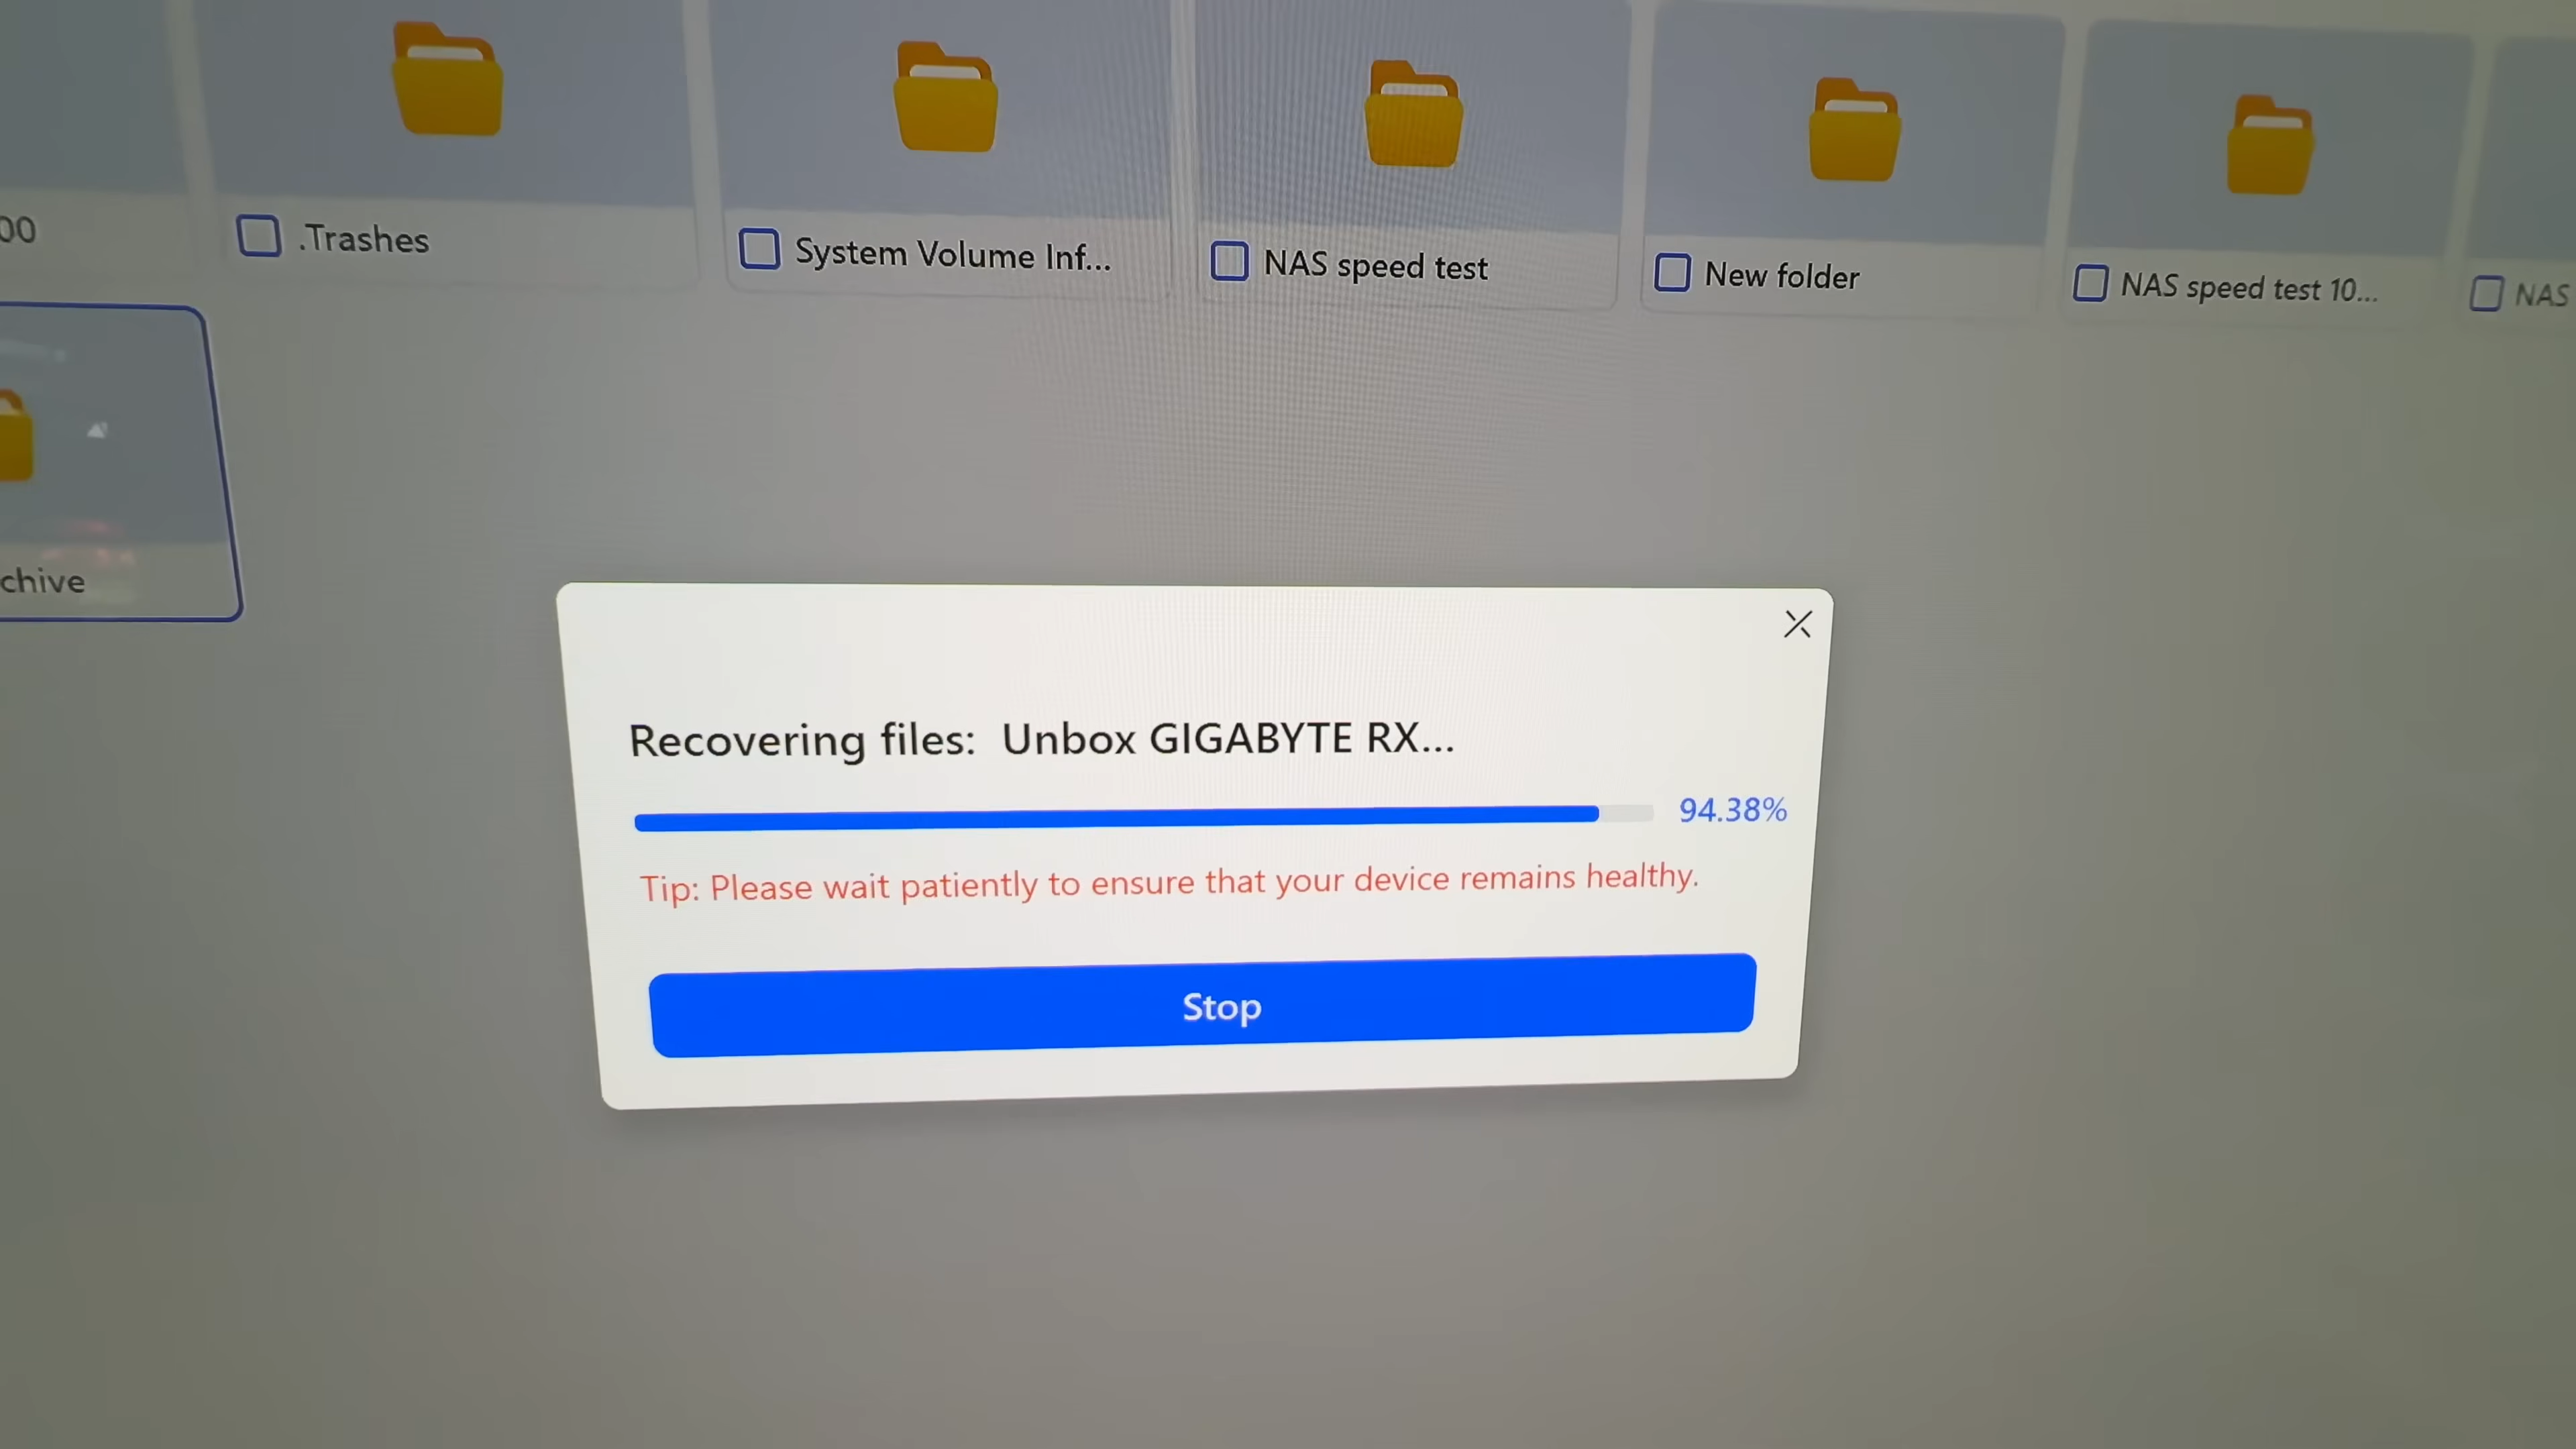 00
.Trashes
System Volume Inf...
NAS speed test
New folder
NAS speed test 10...
NAS
chive
Recovering files: Unbox GIGABYTE RX...
94.38%
Tip: Please wait patiently to ensure that your device remains healthy.
Stop